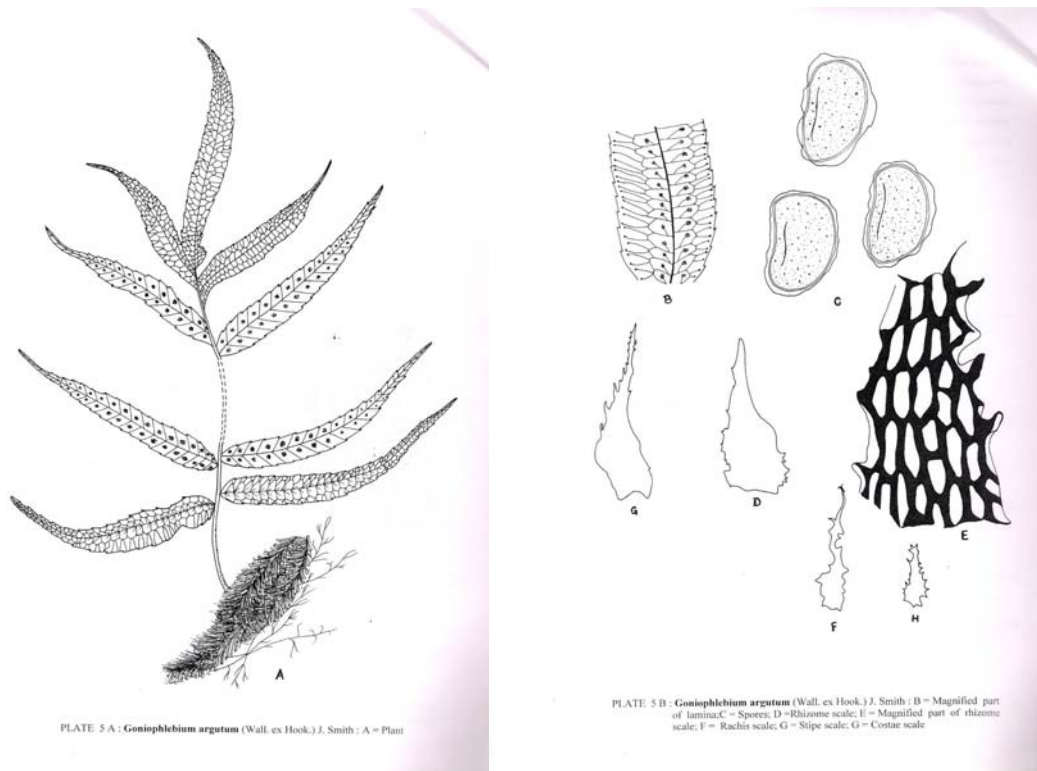 A
PLATE 5 A : Goniophlebium argutum (Wall. ex Hook.) J. Smith : A = Plant
B
C
G
D
E
F
H
PLATE 5 B : Goniophlebium argutum (Wall. ex Hook.) J. Smith : B = Magnified part
of lamina;C = Spores; D =Rhizome scale; E = Magnified part of rhizome
scale; F = Rachis scale; G = Stipe scale; G = Costae scale